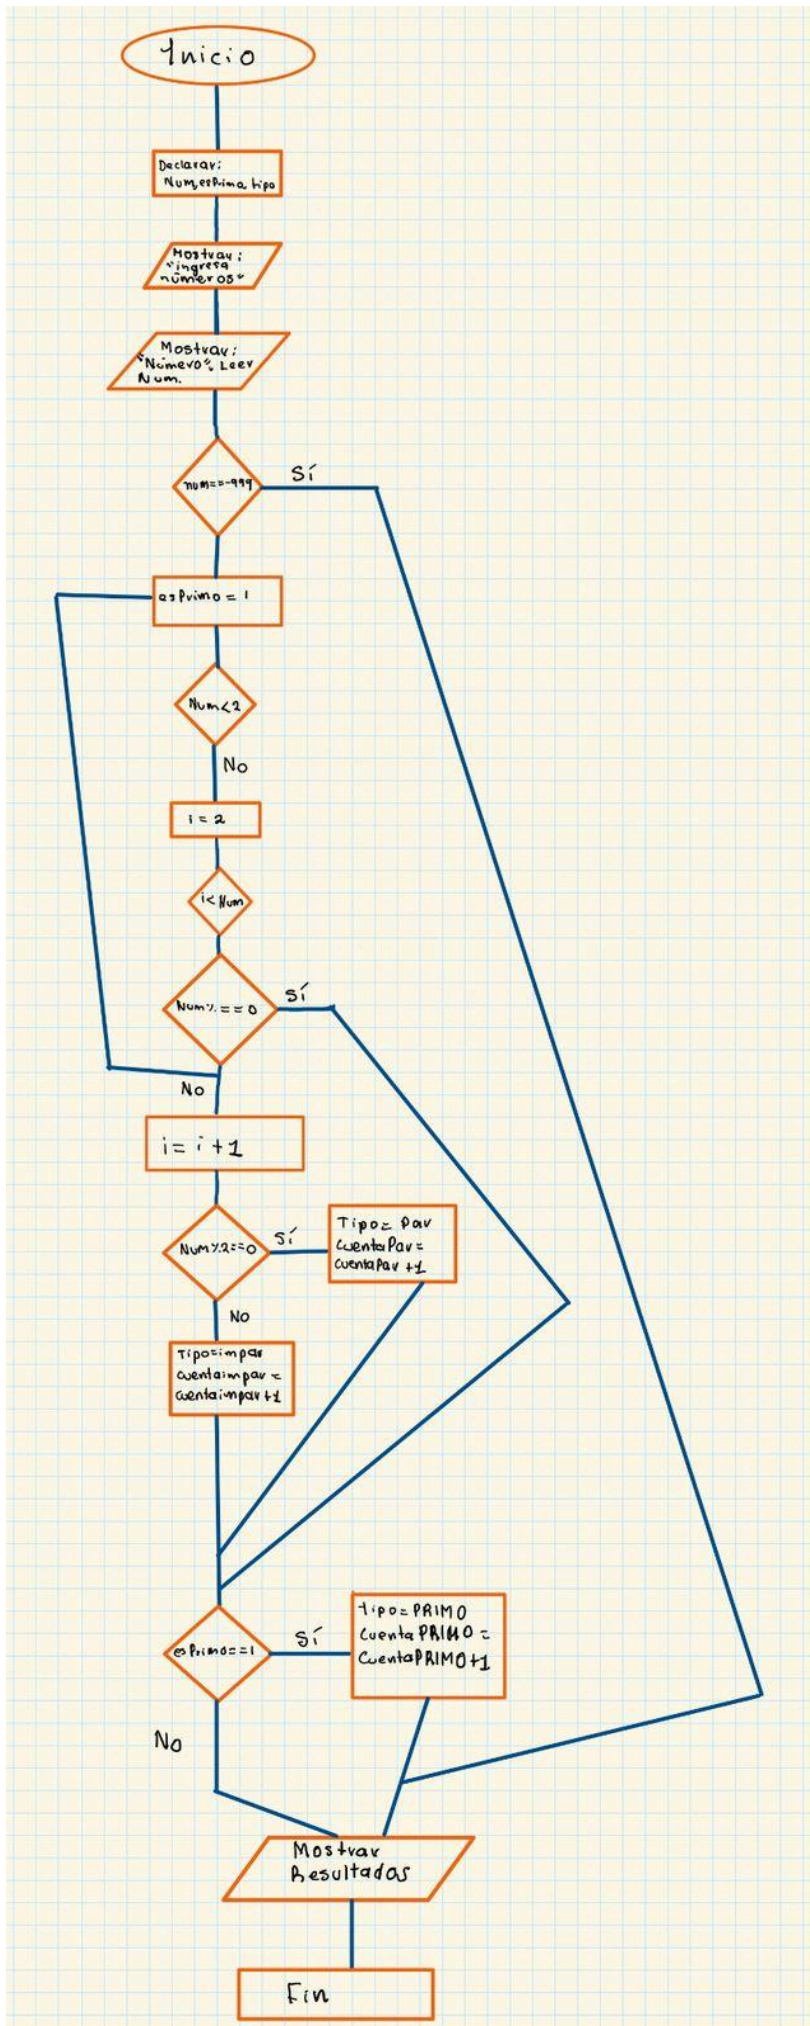 Inicio
Declarar:
Num, esPrimo, tipo
Mostrar:
"ingresa
números"
Mostrar:
"Número", Leer
Num.
num==-999
Sí
esPrimo = 1
Num<2
No
i = 2
i< Num
Num%==0
Sí
No
i = i + 1
Num%2==0
Sí
Tipo= Par
CuentaPar=
CuentaPar +1
No
Tipo=impar
Cuentaimpar =
Cuentaimpar+1
esPrimo==1
Sí
Tipo=PRIMO
CuentaPRIMO =
CuentaPRIMO+1
No
Mostrar
Resultados
Fin